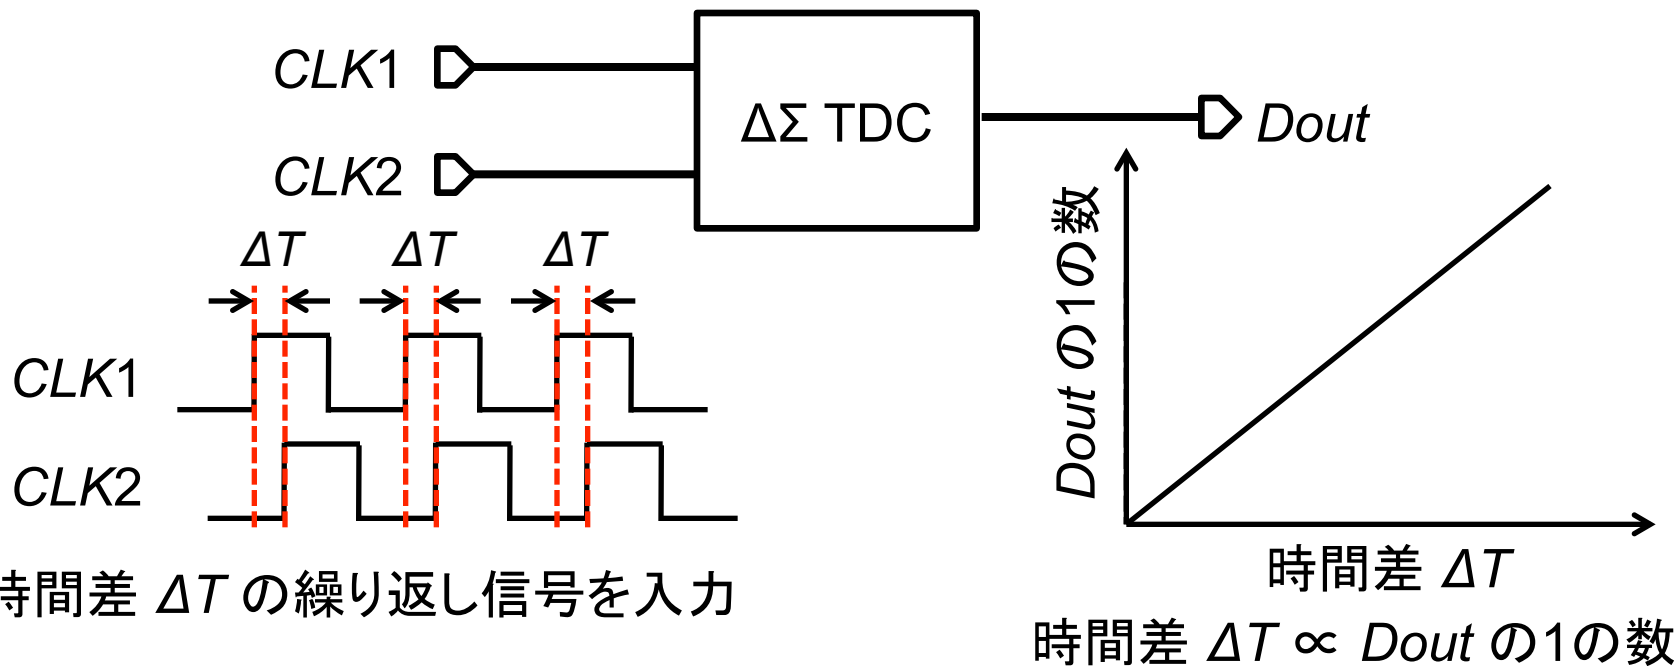 CLK1
CLK2
ΔΣ TDC
Dout
ΔT ΔT ΔT
CLK1
CLK2
時間差 ΔT の繰り返し信号を入力
Dout の1の数
時間差 ΔT
時間差 ΔT ∝ Dout の1の数